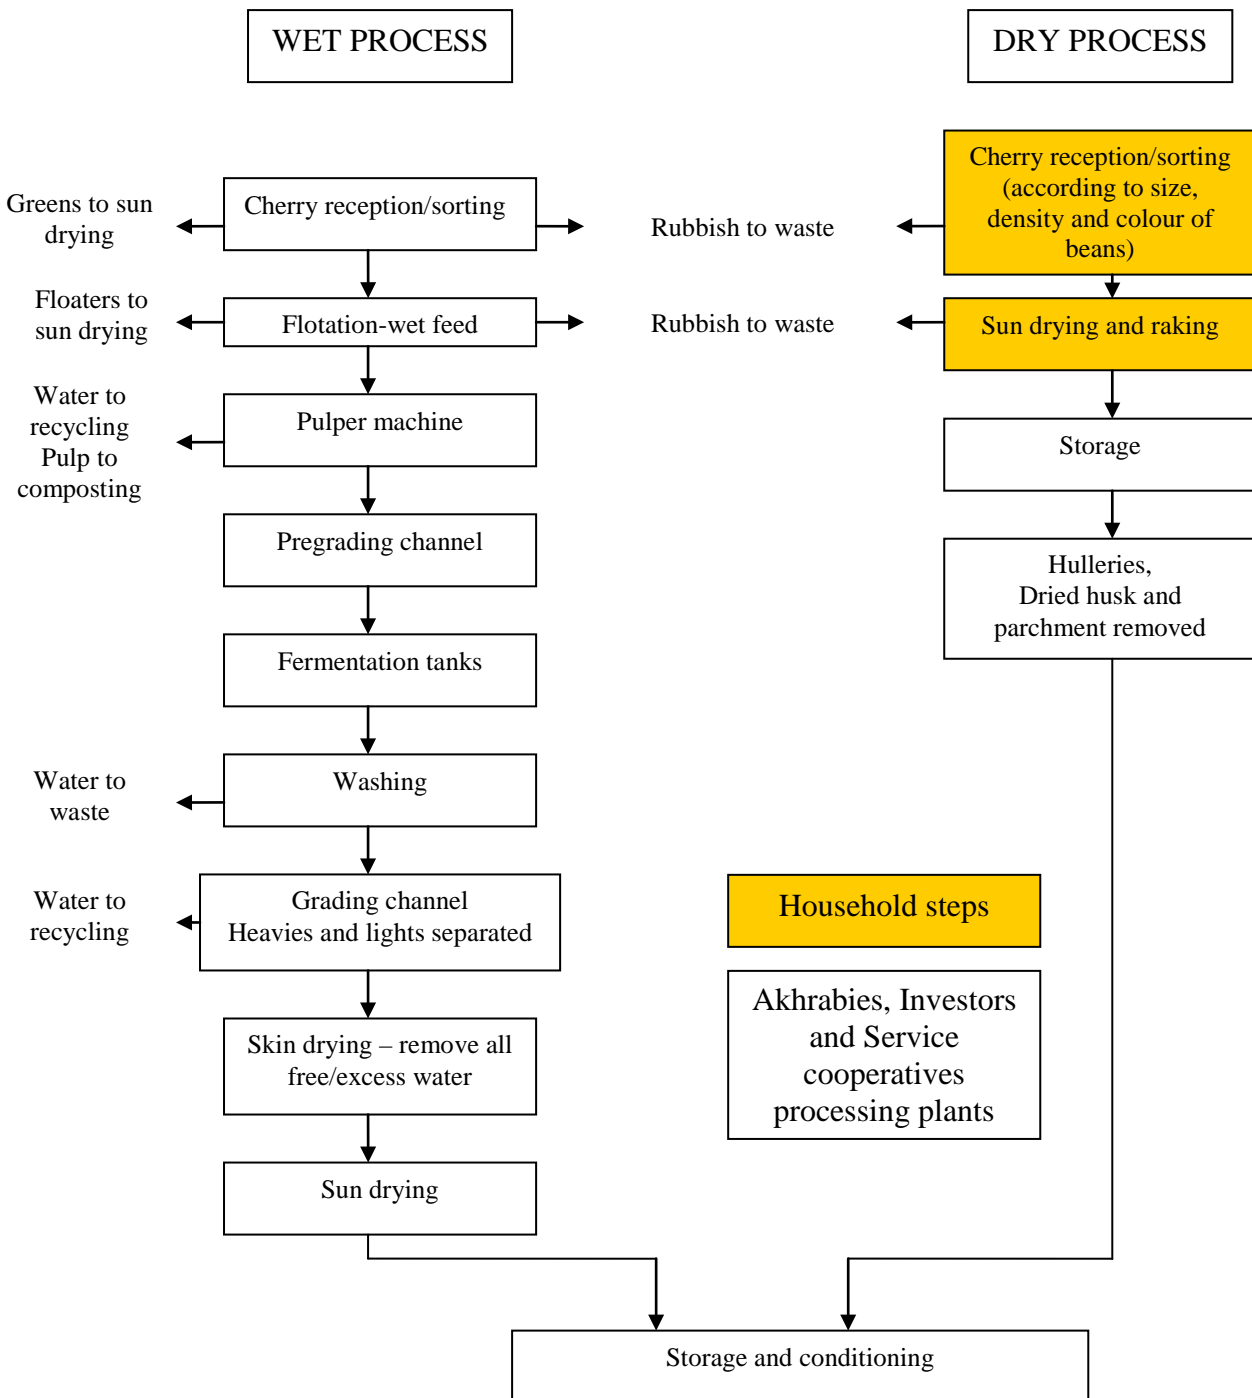 WET PROCESS
DRY PROCESS
Cherry reception/sorting
(according to size,
density and colour of
beans)
Greens to sun
drying
Cherry reception/sorting
Rubbish to waste
Floaters to
sun drying
Flotation-wet feed
Rubbish to waste
Sun drying and raking
Water to
recycling
Pulp to
composting
Pulper machine
Storage
Pregrading channel
Hulleries,
Dried husk and
parchment removed
Fermentation tanks
Water to
waste
Washing
Water to
recycling
Grading channel
Heavies and lights separated
Household steps
Akhrabies, Investors
and Service
cooperatives
processing plants
Skin drying – remove all
free/excess water
Sun drying
Storage and conditioning